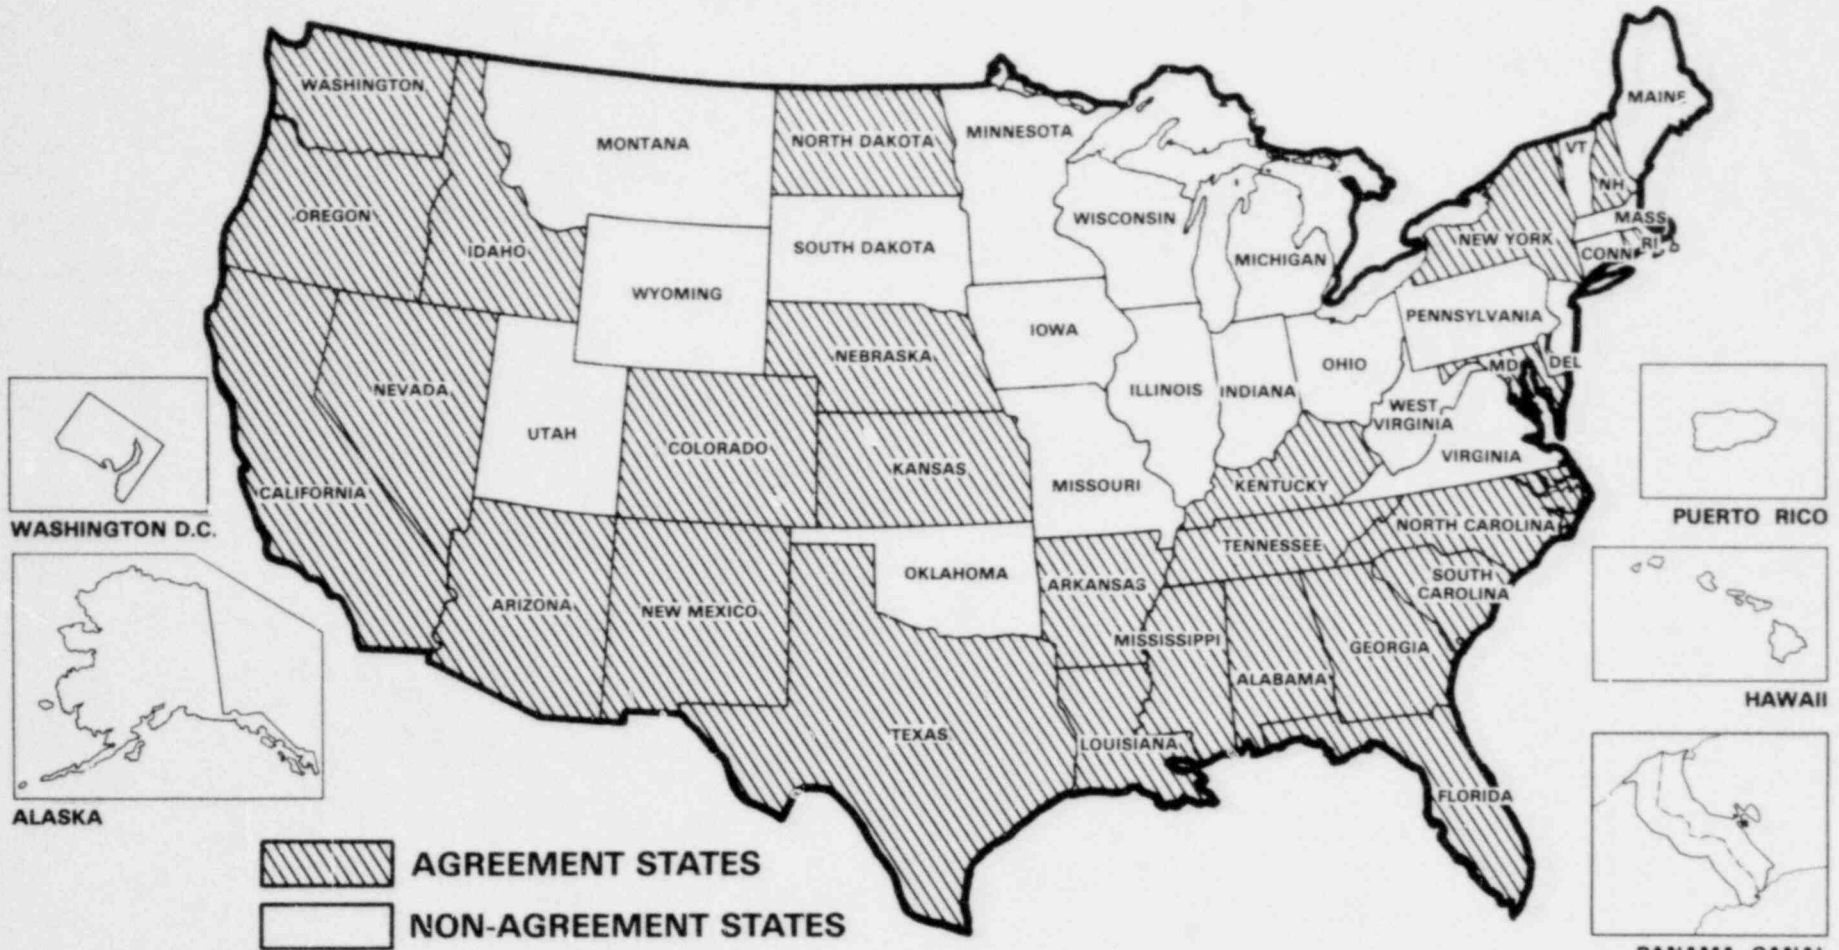 WASHINGTON
MONTANA
NORTH DAKOTA
MINNESOTA
MAINE
VT
NH
OREGON
IDAHO
WYOMING
SOUTH DAKOTA
WISCONSIN
MICHIGAN
NEW YORK
MASS
CONN
RI
IOWA
NEBRASKA
PENNSYLVANIA
NEVADA
UTAH
COLORADO
KANSAS
ILLINOIS
INDIANA
OHIO
MD
DEL
WEST
VIRGINIA
VIRGINIA
CALIFORNIA
MISSOURI
KENTUCKY
NORTH CAROLINA
TENNESSEE
ARIZONA
NEW MEXICO
OKLAHOMA
ARKANSAS
SOUTH
CAROLINA
MISSISSIPPI
ALABAMA
GEORGIA
TEXAS
LOUISIANA
FLORIDA
WASHINGTON D.C.
ALASKA
PUERTO RICO
HAWAII
PANAMA CANAL
AGREEMENT STATES
NON-AGREEMENT STATES